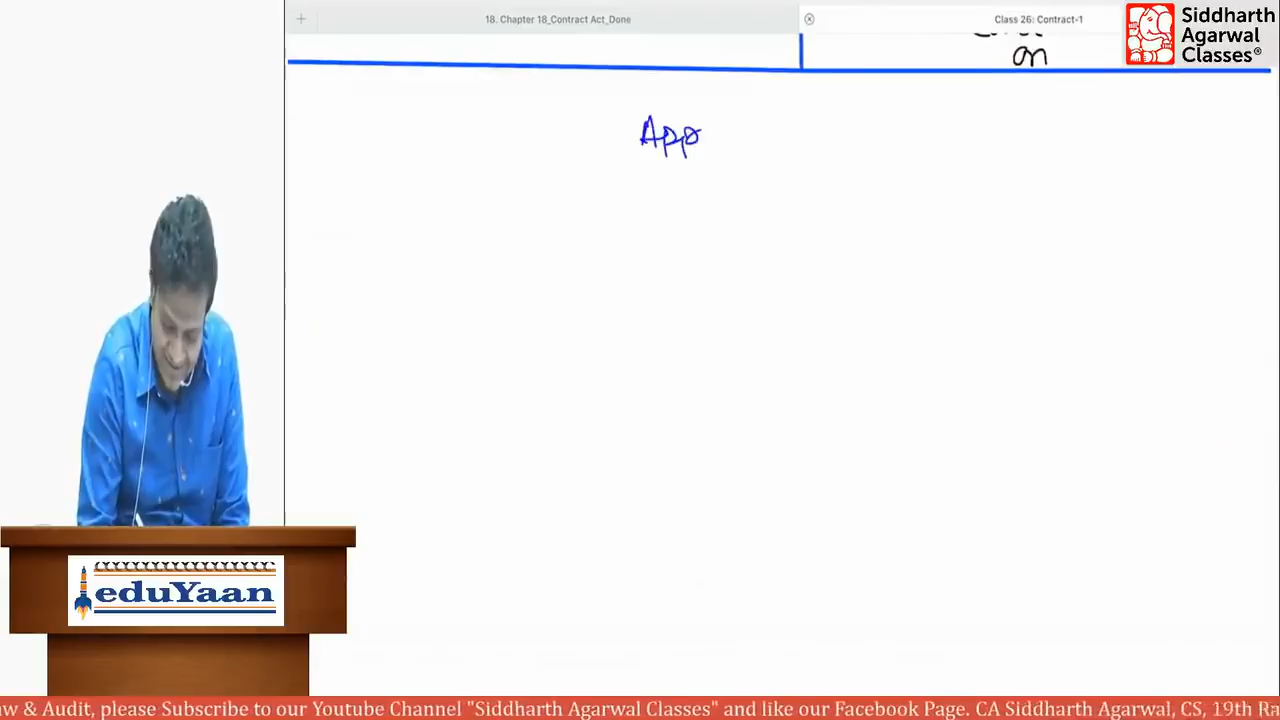 18. Chapter 18_Contract Act_Done
Class 26: Contract-1
Siddharth
Agarwal
Classes®
on
App
eduYaan
aw & Audit, please Subscribe to our Youtube Channel "Siddharth Agarwal Classes" and like our Facebook Page. CA Siddharth Agarwal, CS, 19th Ra